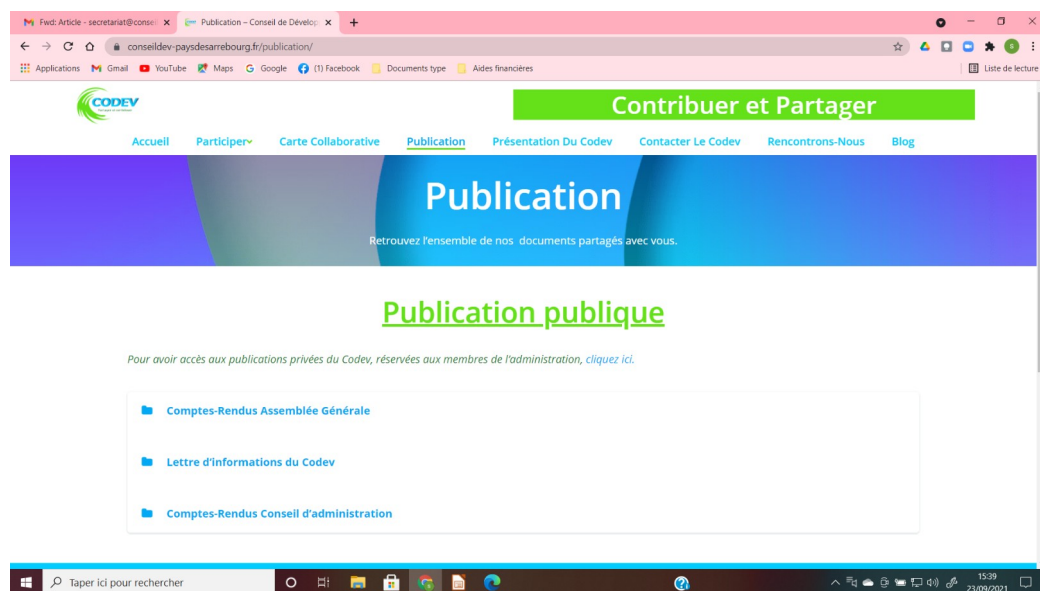 Fwd: Article - secretariat@conseil
Publication – Conseil de Dévelop
conseildev-paysdesarrebourg.fr/publication/
Applications Gmail YouTube Maps Google (1) Facebook Documents type Aides financières Liste de lecture
CODEV
Contribuer et Partager
Accueil Participer Carte Collaborative Publication Présentation Du Codev Contacter Le Codev Rencontrons-Nous Blog
Publication
Retrouvez l'ensemble de nos documents partagés avec vous.
Publication publique
Pour avoir accès aux publications privées du Codev, réservées aux membres de l'administration, cliquez ici.
Comptes-Rendus Assemblée Générale
Lettre d'informations du Codev
Comptes-Rendus Conseil d'administration
Taper ici pour rechercher
15:39
23/09/2021